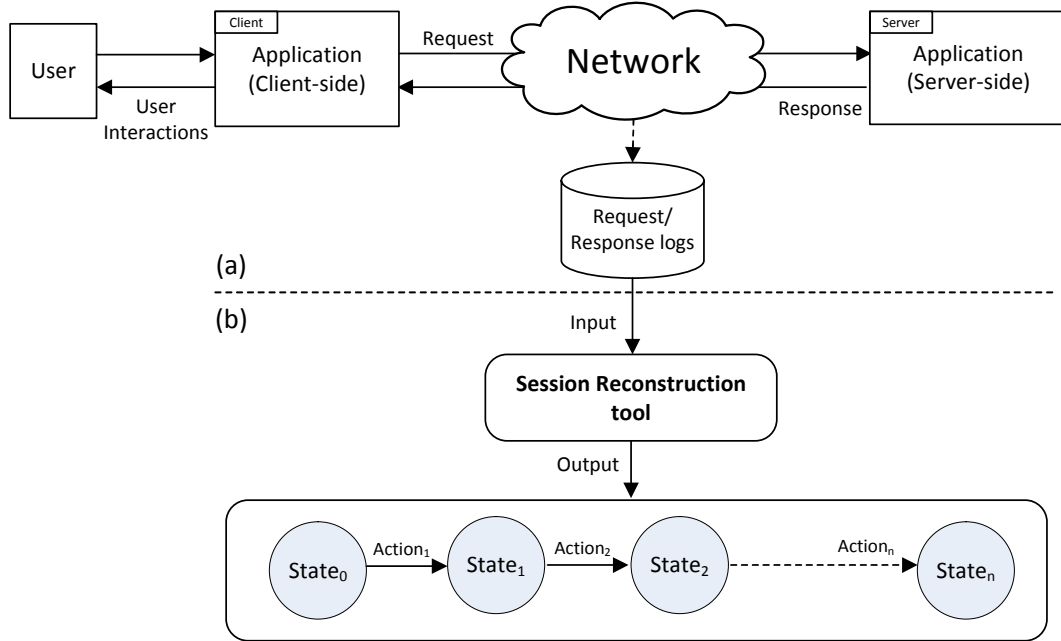 User
Client
Application
(Client-side)
Request
Network
Server
Application
(Server-side)
User
Interactions
Response
Request/
Response logs
(a)
(b)
Input
Session Reconstruction
tool
Output
State₀
Action₁
State₁
Action₂
State₂
Actionₙ
Stateₙ